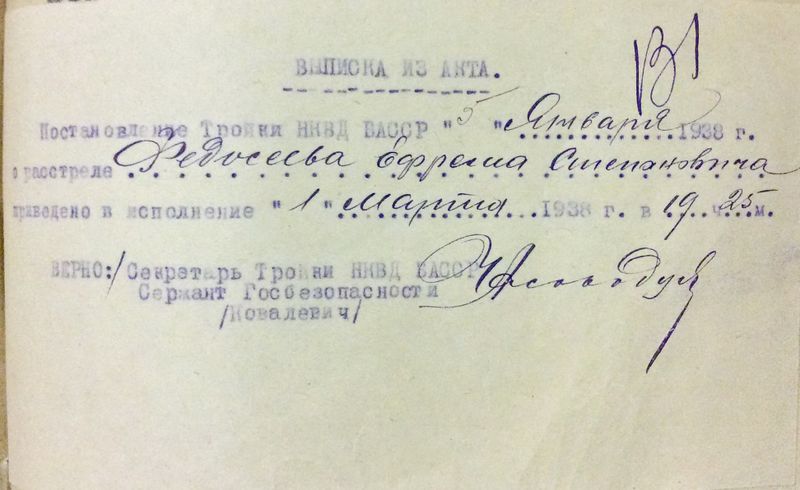 ВЫПИСКА ИЗ АКТА.
Постановление Тройки НКВД БАССР "5" Января 1938 г.
о расстреле Федосеева Ефрема Степановича
приведено в исполнение "1" Марта 1938 г. в 19 ч. 25 м.
ВЕРНО:/Секретарь Тройки НКВД БАССР
Сержант Госбезопасности
/Ковалевич/